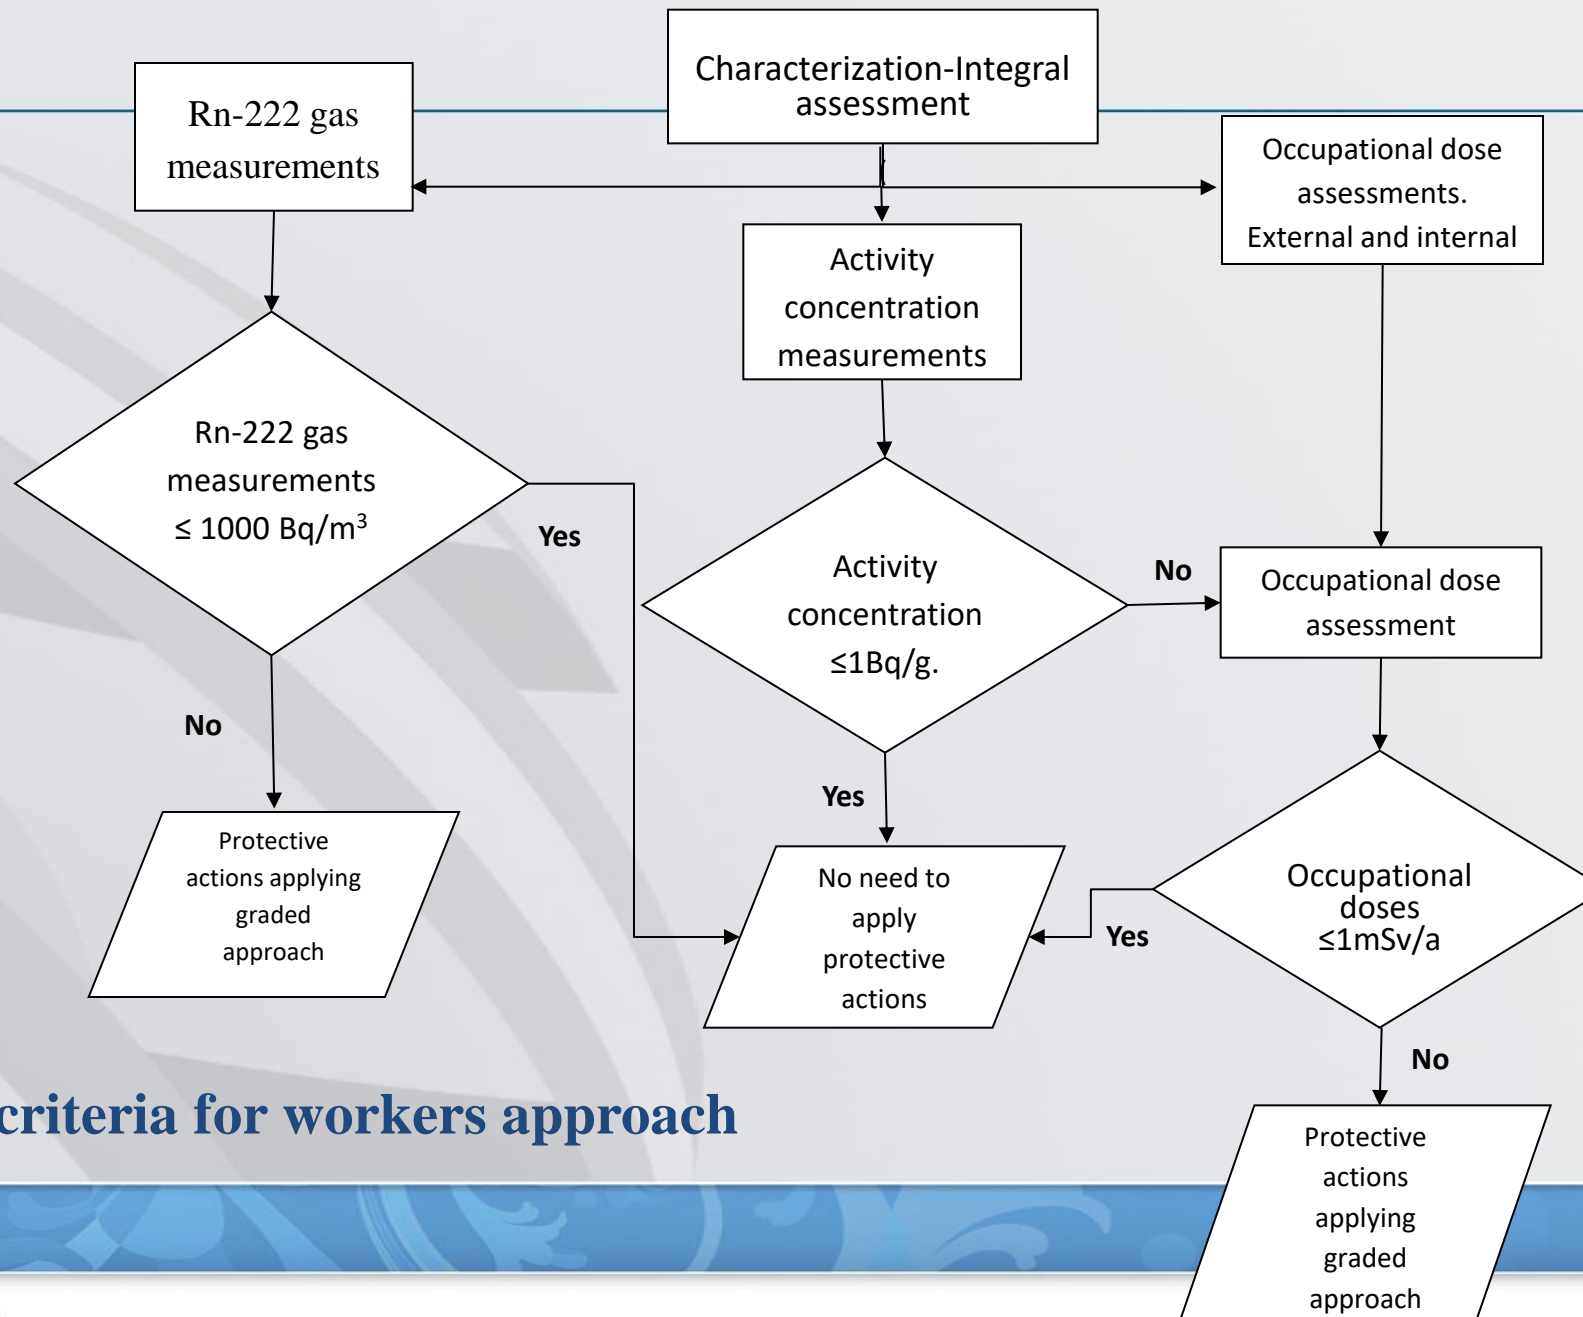 Characterization-Integral
assessment
Rn-222 gas
measurements
Occupational dose
assessments.
External and internal
Activity
concentration
measurements
Rn-222 gas
measurements
≤ 1000 Bq/m³
Yes
No
Activity
concentration
≤1Bq/g.
No
Yes
Occupational dose
assessment
Protective
actions applying
graded
approach
No need to
apply
protective
actions
Occupational
doses
≤1mSv/a
Yes
No
Protective
actions
applying
graded
approach
criteria for workers approach